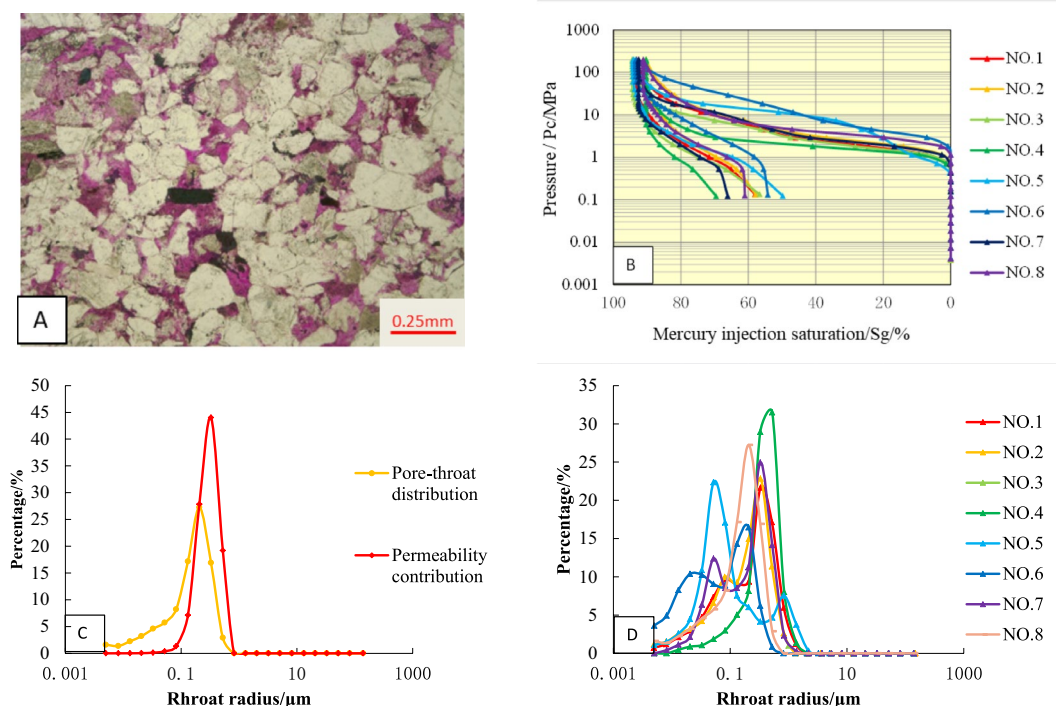 A
0.25mm
Pressure / Pc/MPa
1000
100
10
1
0.1
0.01
0.001
B
100 80 60 40 20 0
Mercury injection saturation/Sg/%
NO.1
NO.2
NO.3
NO.4
NO.5
NO.6
NO.7
NO.8
Percentage/%
50
45
40
35
30
25
20
15
10
5
0
C
0. 001 0. 1 10 1000
Rhroat radius/μm
Pore-throat
distribution
Permeability
contribution
Percentage/%
35
30
25
20
15
10
5
0
D
0. 001 0. 1 10 1000
Rhroat radius/μm
NO.1
NO.2
NO.3
NO.4
NO.5
NO.6
NO.7
NO.8